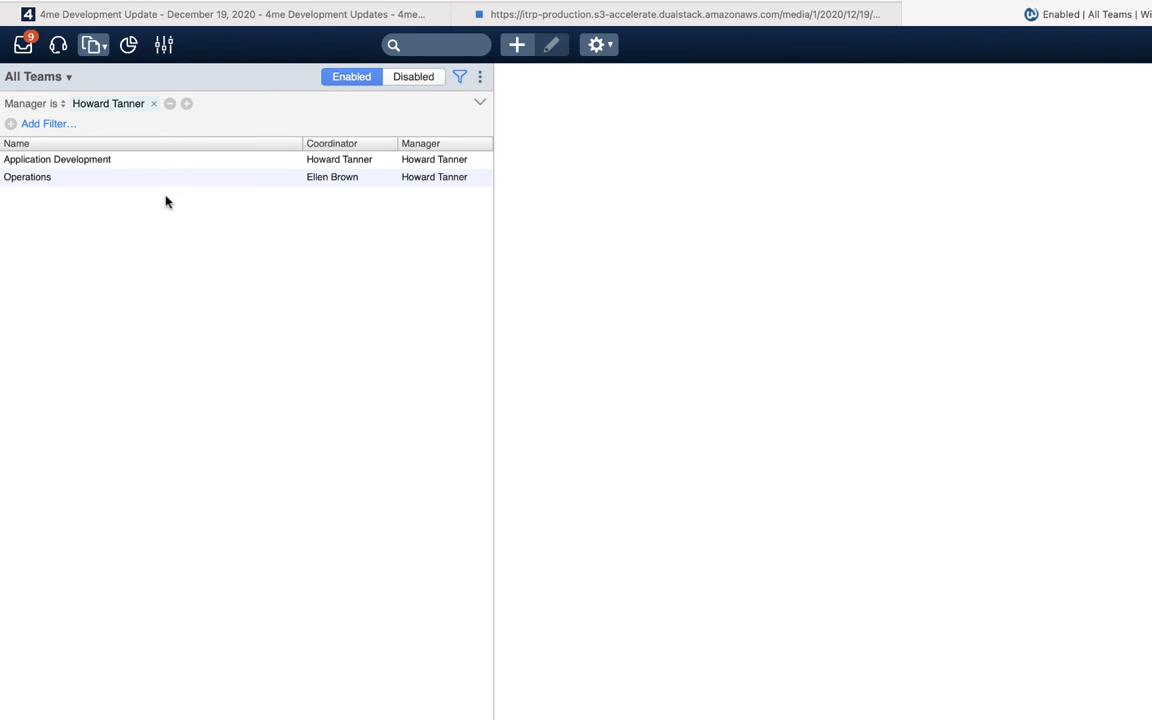 4 4me Development Update - December 19, 2020 - 4me Development Updates - 4me...
https://itrp-production.s3-accelerate.dualstack.amazonaws.com/media/1/2020/12/19/...
Enabled | All Teams | Wi
9
All Teams
Enabled
Disabled
Manager is Howard Tanner ×
Add Filter...
Name Coordinator Manager
Application Development Howard Tanner Howard Tanner
Operations Ellen Brown Howard Tanner